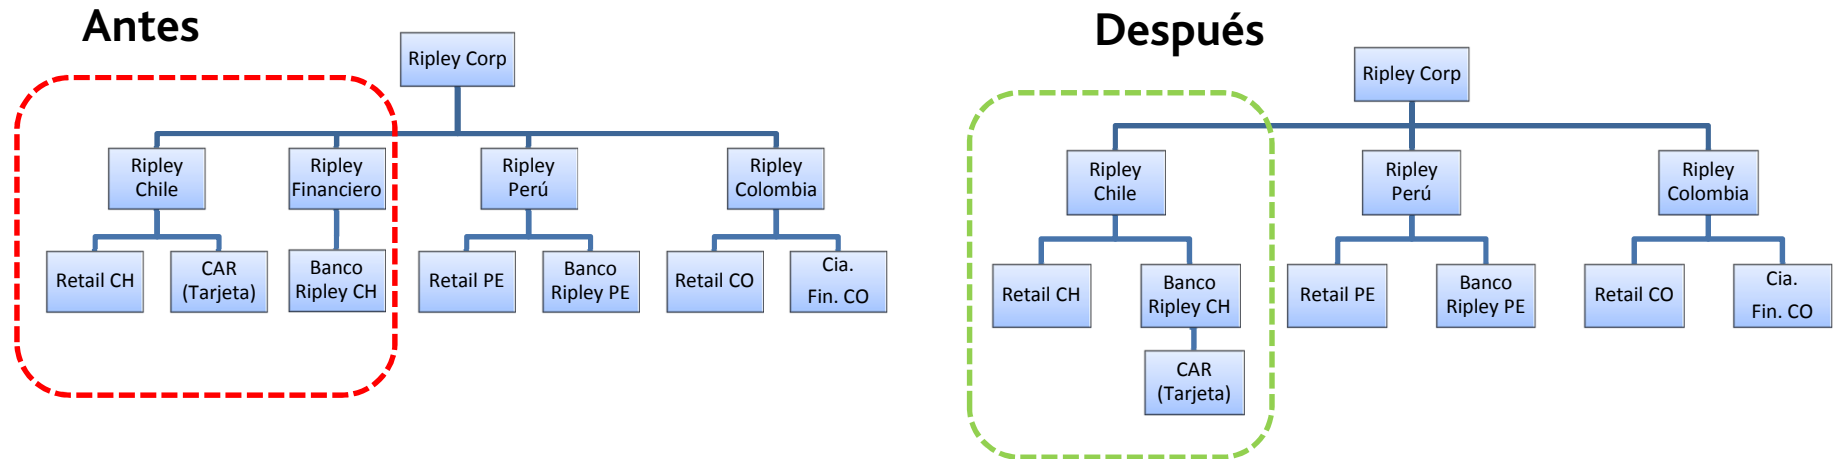 Antes
Ripley Corp
Ripley
Chile
Ripley
Financiero
Ripley
Perú
Ripley
Colombia
Retail CH
CAR
(Tarjeta)
Banco
Ripley CH
Retail PE
Banco
Ripley PE
Retail CO
Cia.
Fin. CO
Después
Ripley Corp
Ripley
Chile
Ripley
Perú
Ripley
Colombia
Retail CH
Banco
Ripley CH
Retail PE
Banco
Ripley PE
Retail CO
Cia.
Fin. CO
CAR
(Tarjeta)